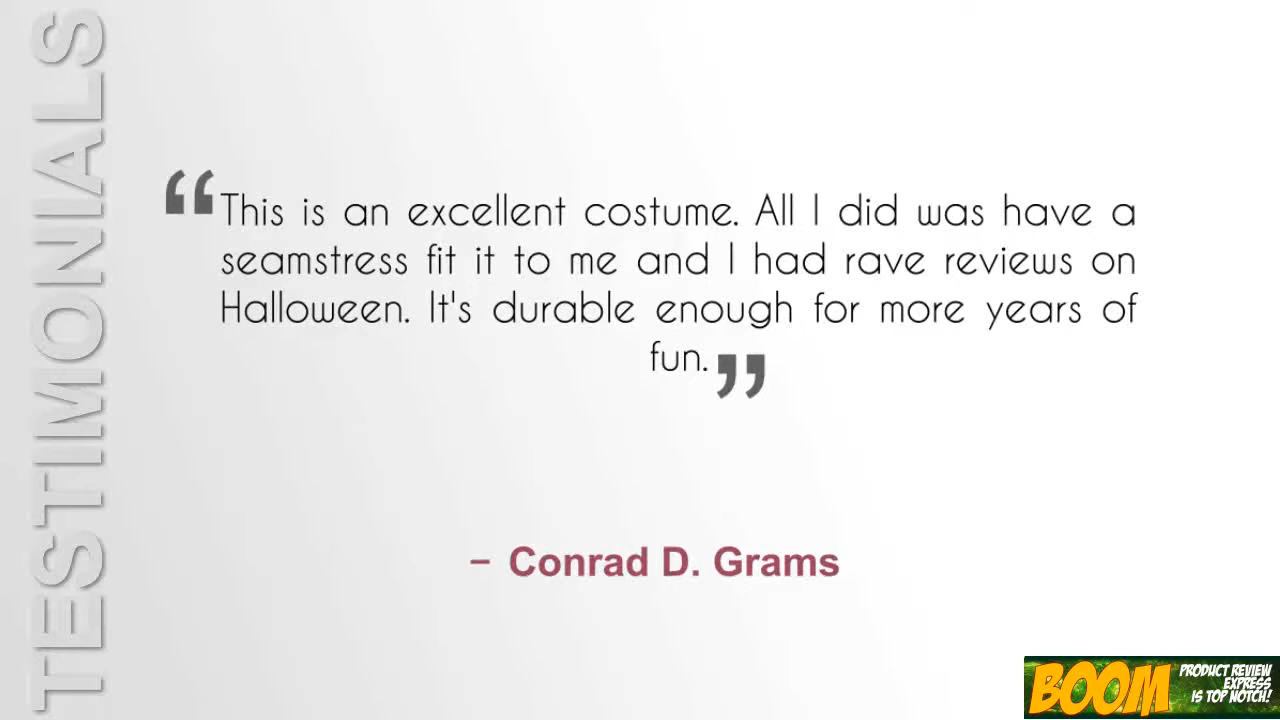 TESTIMONIALS
“This is an excellent costume. All I did was have a
seamstress fit it to me and I had rave reviews on
Halloween. It's durable enough for more years of
fun.”
– Conrad D. Grams
BOOM
PRODUCT REVIEW
EXPRESS
IS TOP NOTCH!